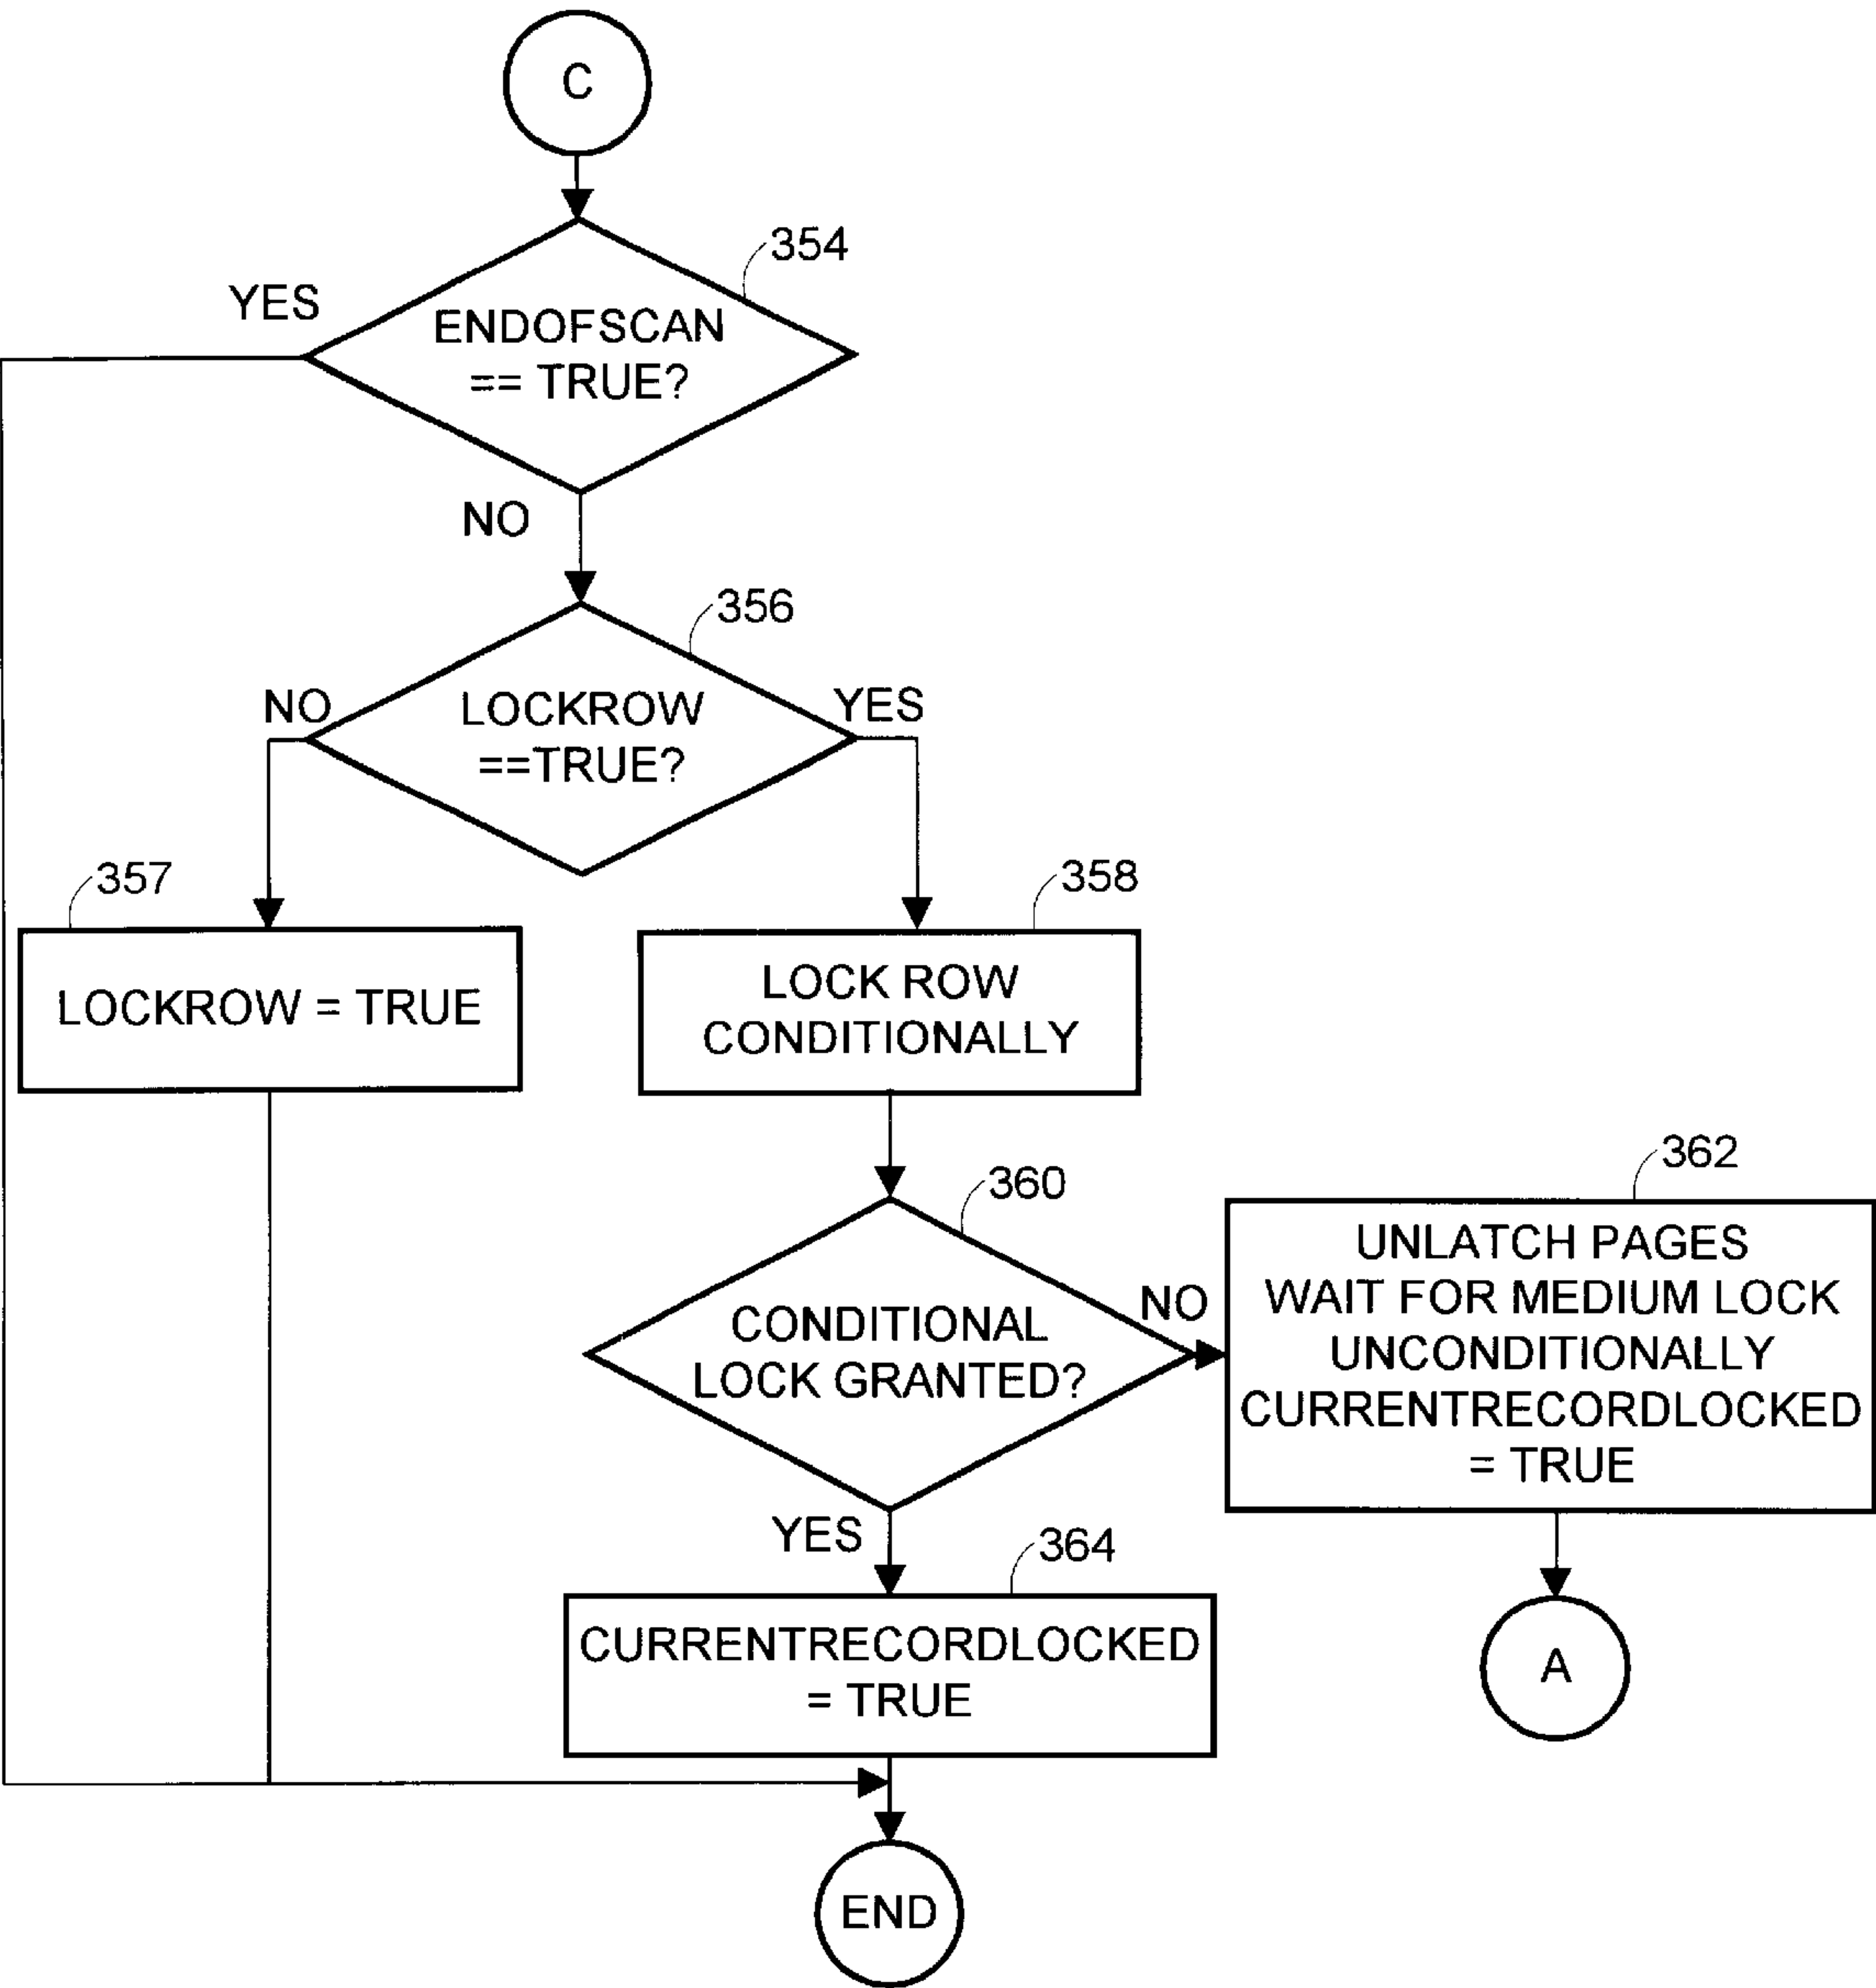 C
354
YES
ENDOFSCAN
== TRUE?
NO
356
NO
LOCKROW
==TRUE?
YES
357
LOCKROW = TRUE
358
LOCK ROW
CONDITIONALLY
360
CONDITIONAL
LOCK GRANTED?
NO
362
UNLATCH PAGES
WAIT FOR MEDIUM LOCK
UNCONDITIONALLY
CURRENTRECORDLOCKED
= TRUE
YES
364
CURRENTRECORDLOCKED
= TRUE
A
END